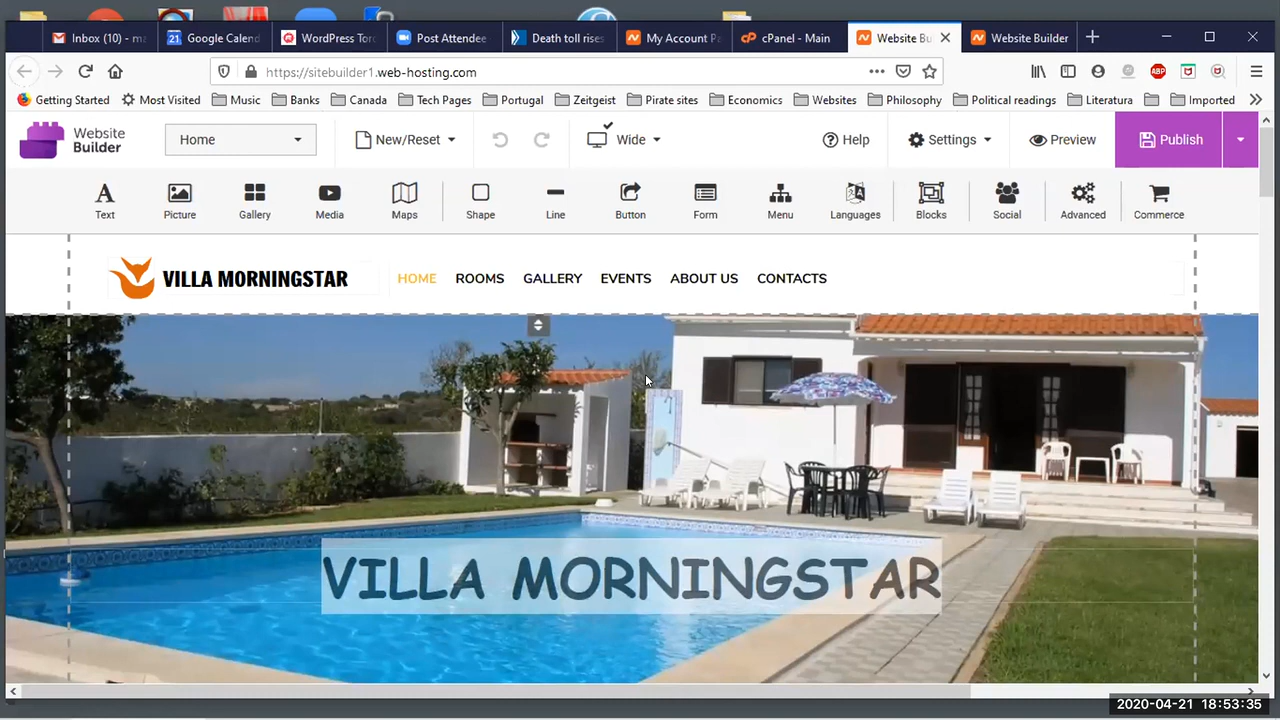 Inbox (10) - ma
Google Calend
WordPress Tor
Post Attendee
Death toll rises
My Account Pa
cPanel - Main
Website Bu
Website Builder
https://sitebuilder1.web-hosting.com
Getting Started
Most Visited
Music
Banks
Canada
Tech Pages
Portugal
Zeitgeist
Pirate sites
Economics
Websites
Philosophy
Political readings
Literatura
Imported
Website
Builder
Home
New/Reset
Wide
Help
Settings
Preview
Publish
Text
Picture
Gallery
Media
Maps
Shape
Line
Button
Form
Menu
Languages
Blocks
Social
Advanced
Commerce
VILLA MORNINGSTAR
HOME
ROOMS
GALLERY
EVENTS
ABOUT US
CONTACTS
VILLA MORNINGSTAR
2020-04-21 18:53:35